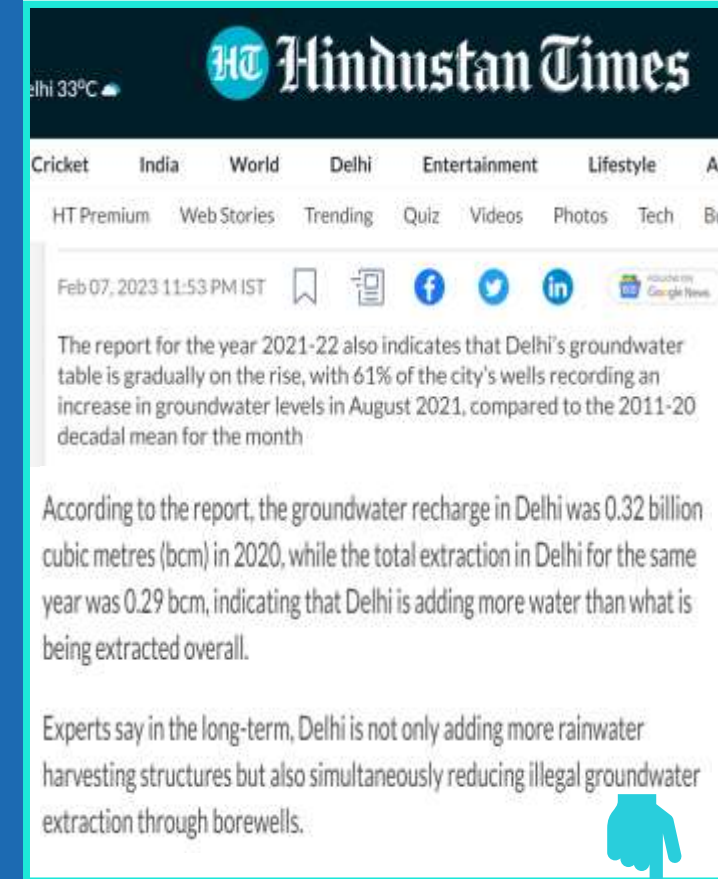 elhi 33°C
HT Hindustan Times
Cricket India World Delhi Entertainment Lifestyle A
HT Premium Web Stories Trending Quiz Videos Photos Tech B
Feb 07, 2023 11:53 PM IST
Google News
The report for the year 2021-22 also indicates that Delhi's groundwater
table is gradually on the rise, with 61% of the city's wells recording an
increase in groundwater levels in August 2021, compared to the 2011-20
decadal mean for the month
According to the report, the groundwater recharge in Delhi was 0.32 billion
cubic metres (bcm) in 2020, while the total extraction in Delhi for the same
year was 0.29 bcm, indicating that Delhi is adding more water than what is
being extracted overall.
Experts say in the long-term, Delhi is not only adding more rainwater
harvesting structures but also simultaneously reducing illegal groundwater
extraction through borewells.